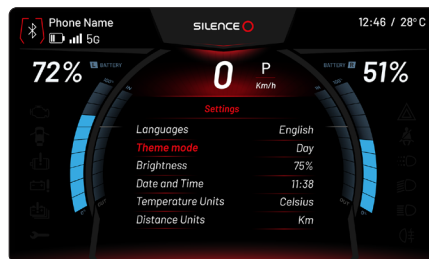 Phone Name
5G
SILENCE
12:46 / 28° C
72%
L BATTERY
0
P
Km/h
BATTERY R
51%
Settings
Languages English
Theme mode Day
Brightness 75%
Date and Time 11:38
Temperature Units Celsius
Distance Units Km